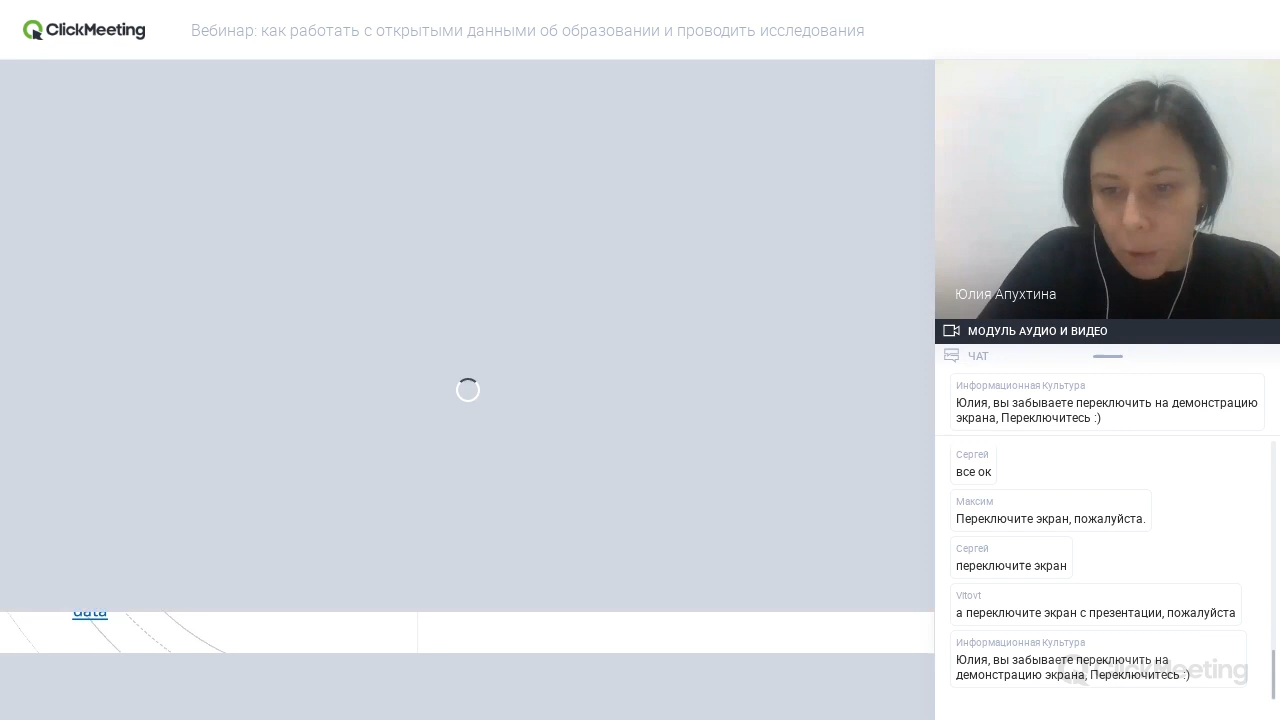 ClickMeeting
Вебинар: как работать с открытыми данными об образовании и проводить исследования
Юлия Апухтина
МОДУЛЬ АУДИО И ВИДЕО
ЧАТ
Информационная Культура
Юлия, вы забываете переключить на демонстрацию
экрана, Переключитесь :)
Сергей
все ок
Максим
Переключите экран, пожалуйста.
Сергей
переключите экран
Vitovt
а переключите экран с презентации, пожалуйста
Информационная Культура
Юлия, вы забываете переключить на
демонстрацию экрана, Переключитесь :)
ClickMeeting
data